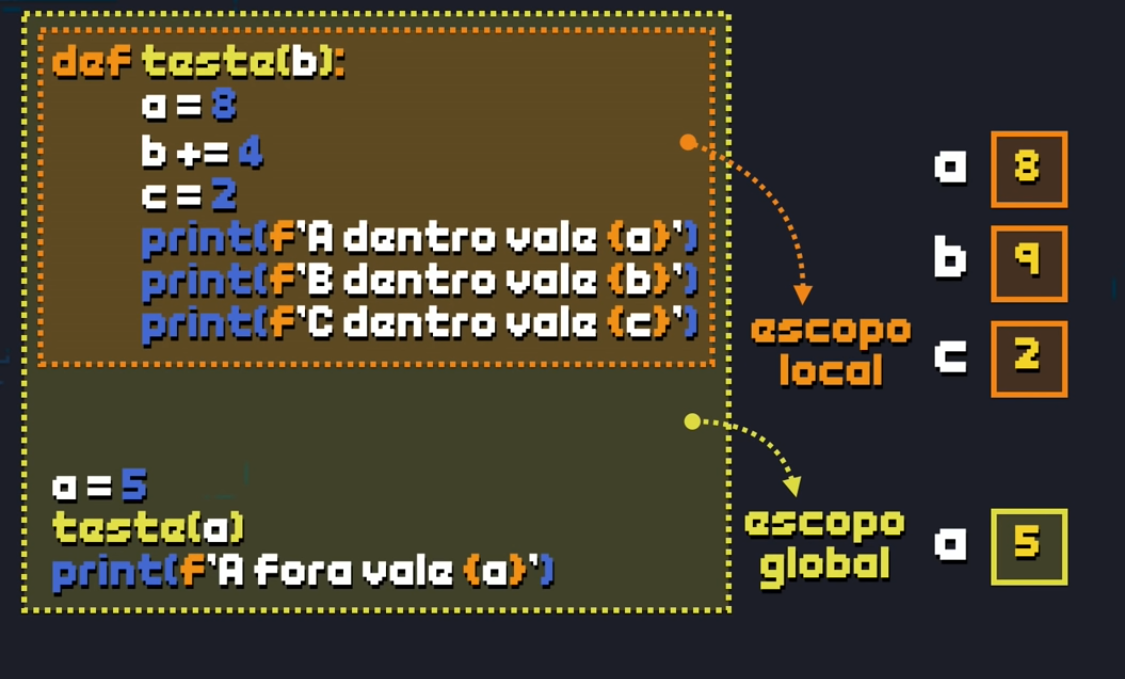 def teste(b):
a = 8
b += 4
c = 2
print(f'A dentro vale {a}')
print(f'B dentro vale {b}')
print(f'C dentro vale {c}')
a = 5
teste(a)
print(f'A fora vale {a}')
escopo
local
a 8
b 9
c 2
escopo
global
a 5